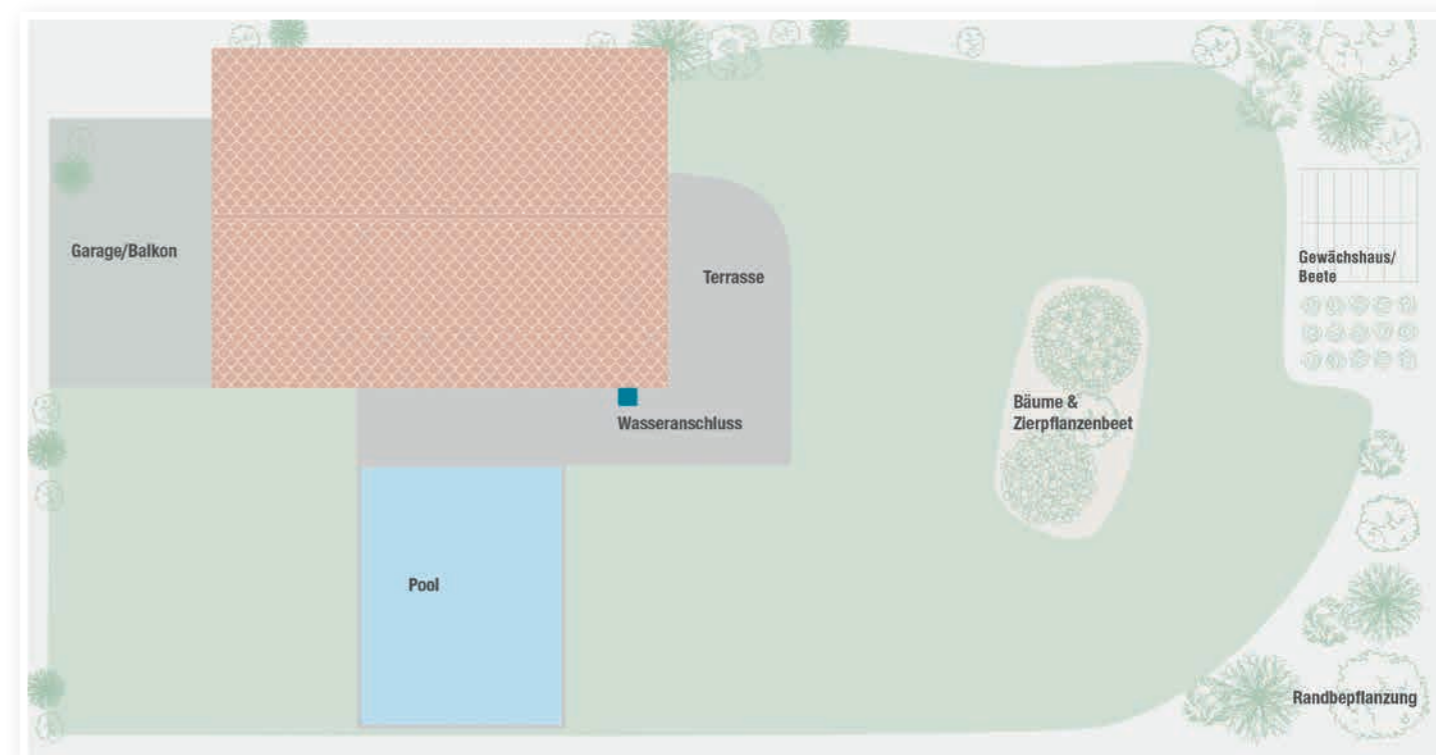 Garage/Balkon
Terrasse
Gewächshaus/
Beete
Wasseranschluss
Bäume &
Zierpflanzenbeet
Pool
Randbepflanzung